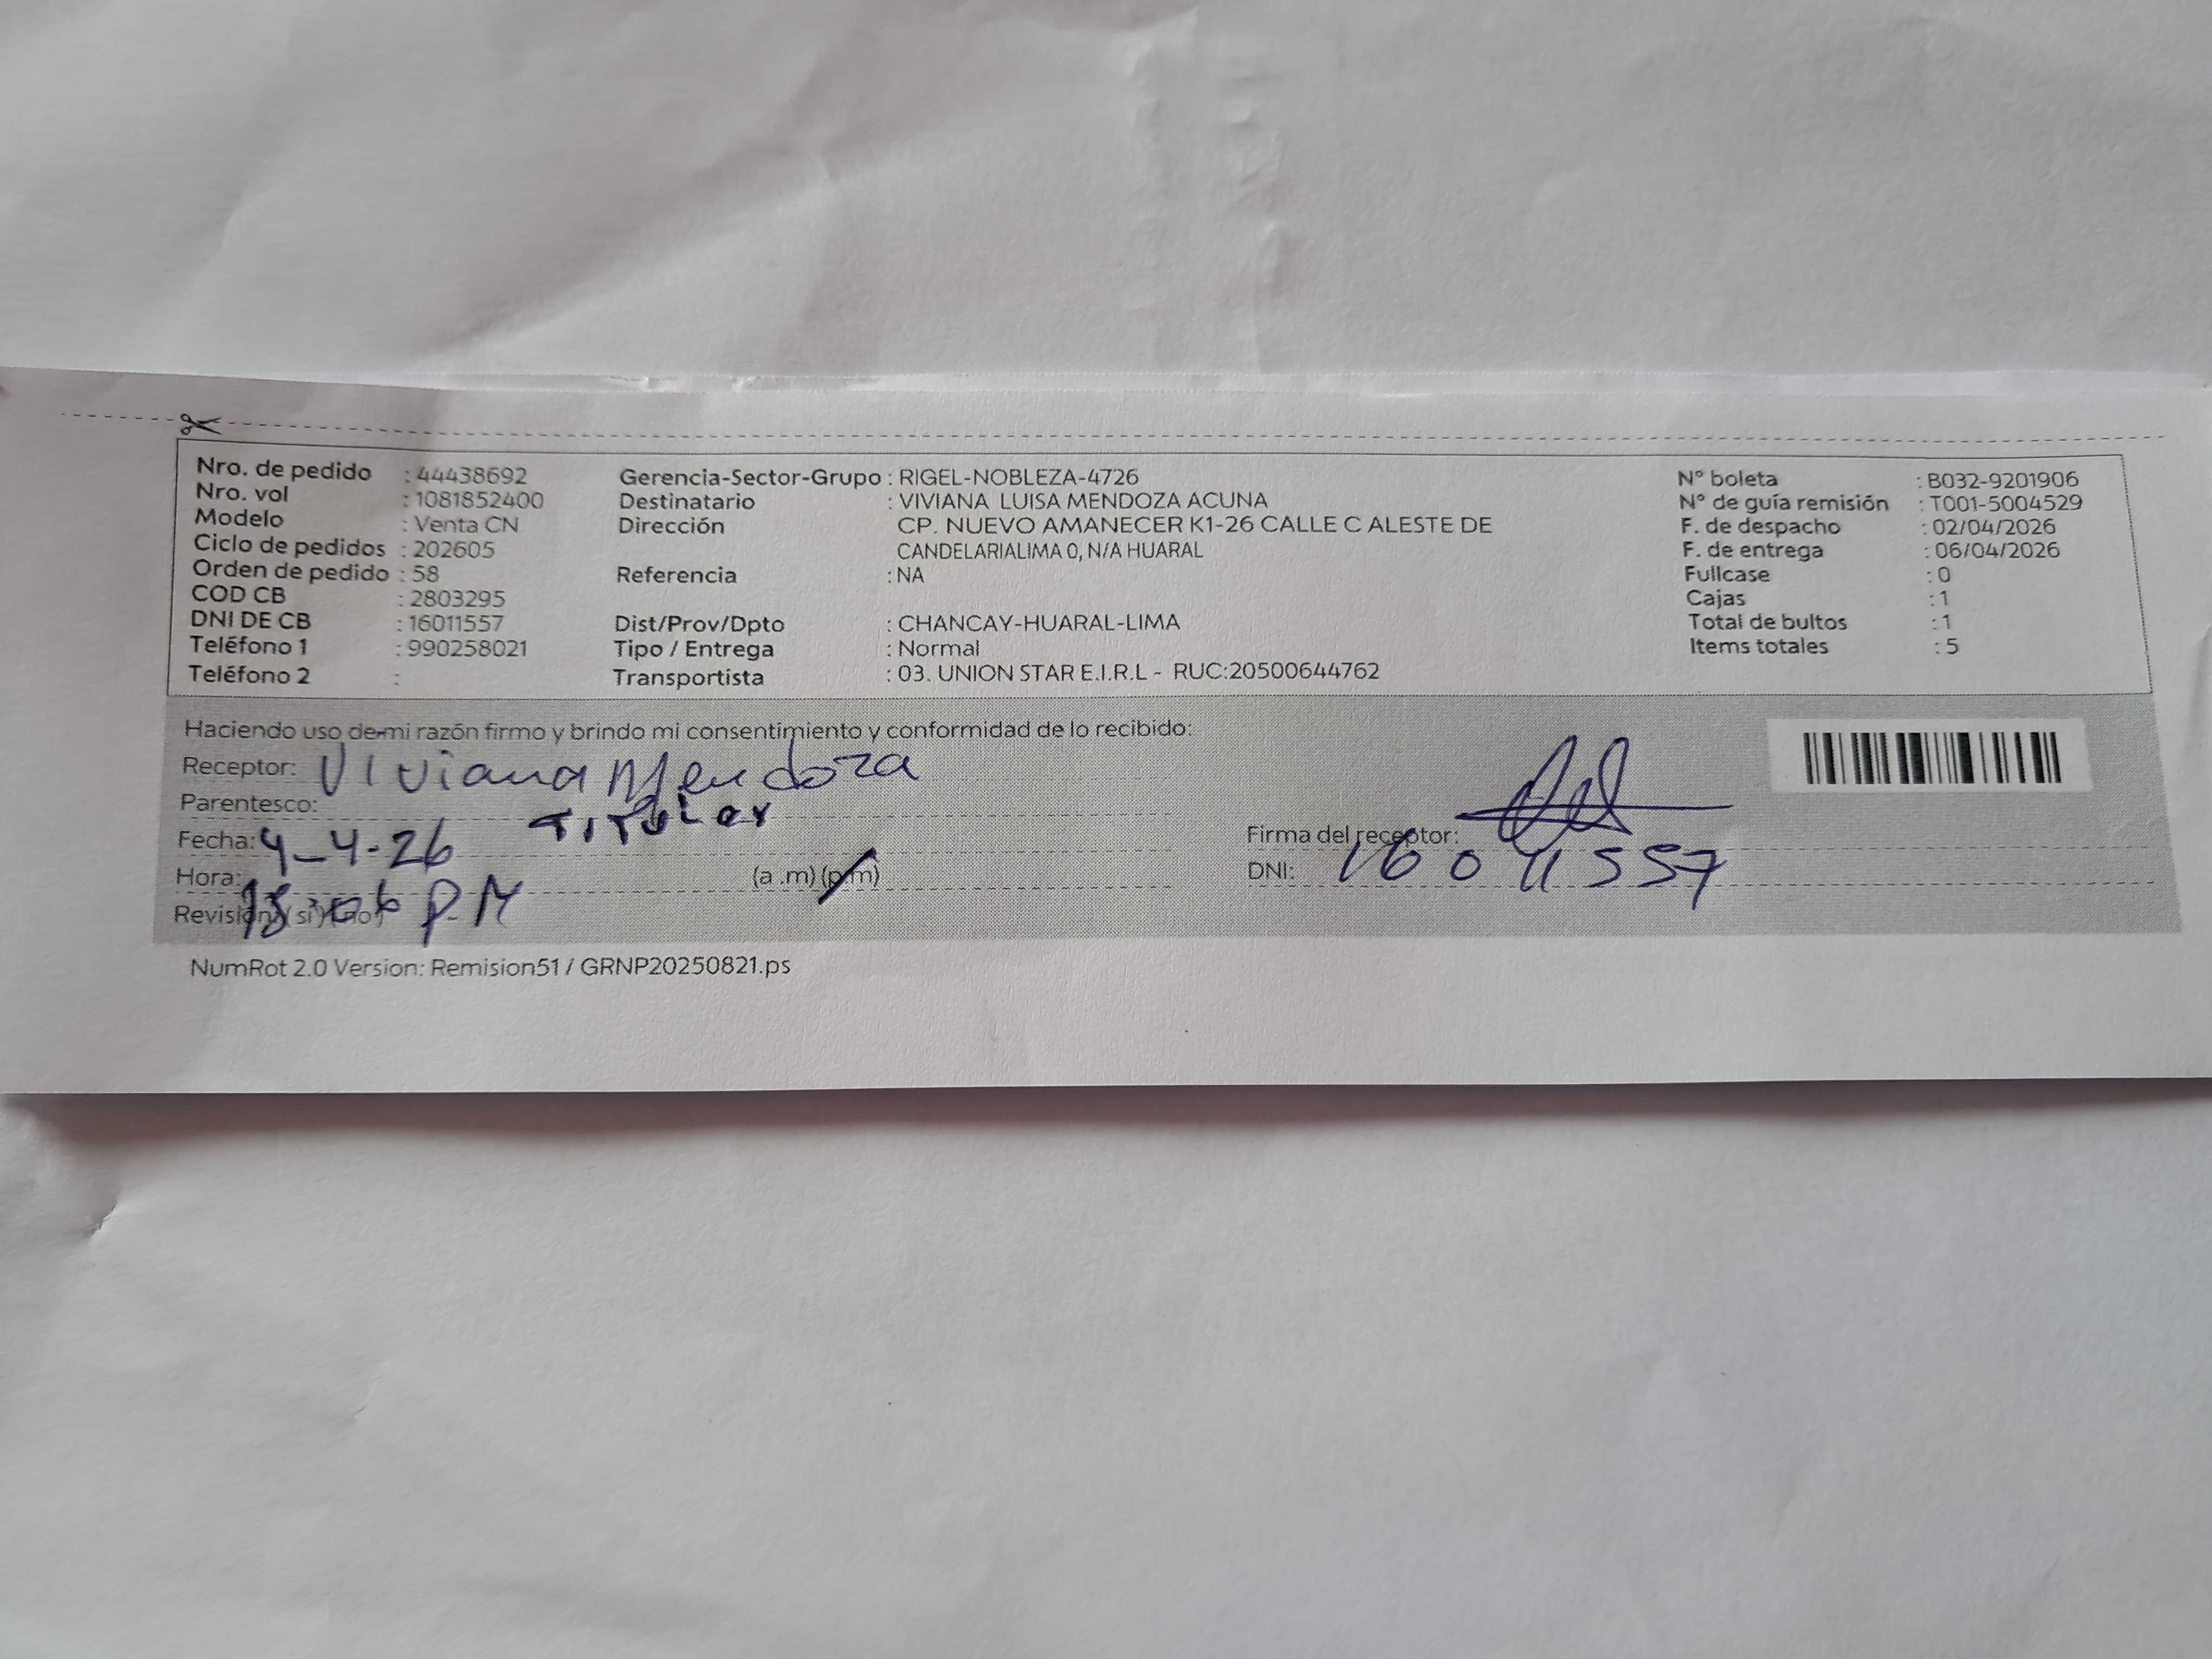 Nro. de pedido : 44438692 Gerencia-Sector-Grupo : RIGEL-NOBLEZA-4726 N° boleta : B032-9201906
Nro. vol : 1081852400 Destinatario : VIVIANA LUISA MENDOZA ACUNA N° de guía remisión : T001-5004529
Modelo : Venta CN Dirección CP. NUEVO AMANECER K1-26 CALLE C ALESTE DE F. de despacho : 02/04/2026
Ciclo de pedidos : 202605 CANDELARIALIMA 0, N/A HUARAL F. de entrega : 06/04/2026
Orden de pedido : 58 Referencia : NA Fullcase : 0
COD CB : 2803295 Cajas : 1
DNI DE CB : 16011557 Dist/Prov/Dpto : CHANCAY-HUARAL-LIMA Total de bultos : 1
Teléfono 1 : 990258021 Tipo / Entrega : Normal Items totales : 5
Teléfono 2 : Transportista : 03. UNION STAR E.I.R.L - RUC:20500644762
Haciendo uso de mi razón firmo y brindo mi consentimiento y conformidad de lo recibido:
Receptor: Viviana Mendoza
Parentesco: Titular
Fecha: 4-4-26 Firma del receptor:
Hora: (a .m) (p.m) DNI: 16011557
Revisión: (si) (no) P.M
NumRot 2.0 Version: Remision51 / GRNP20250821.ps